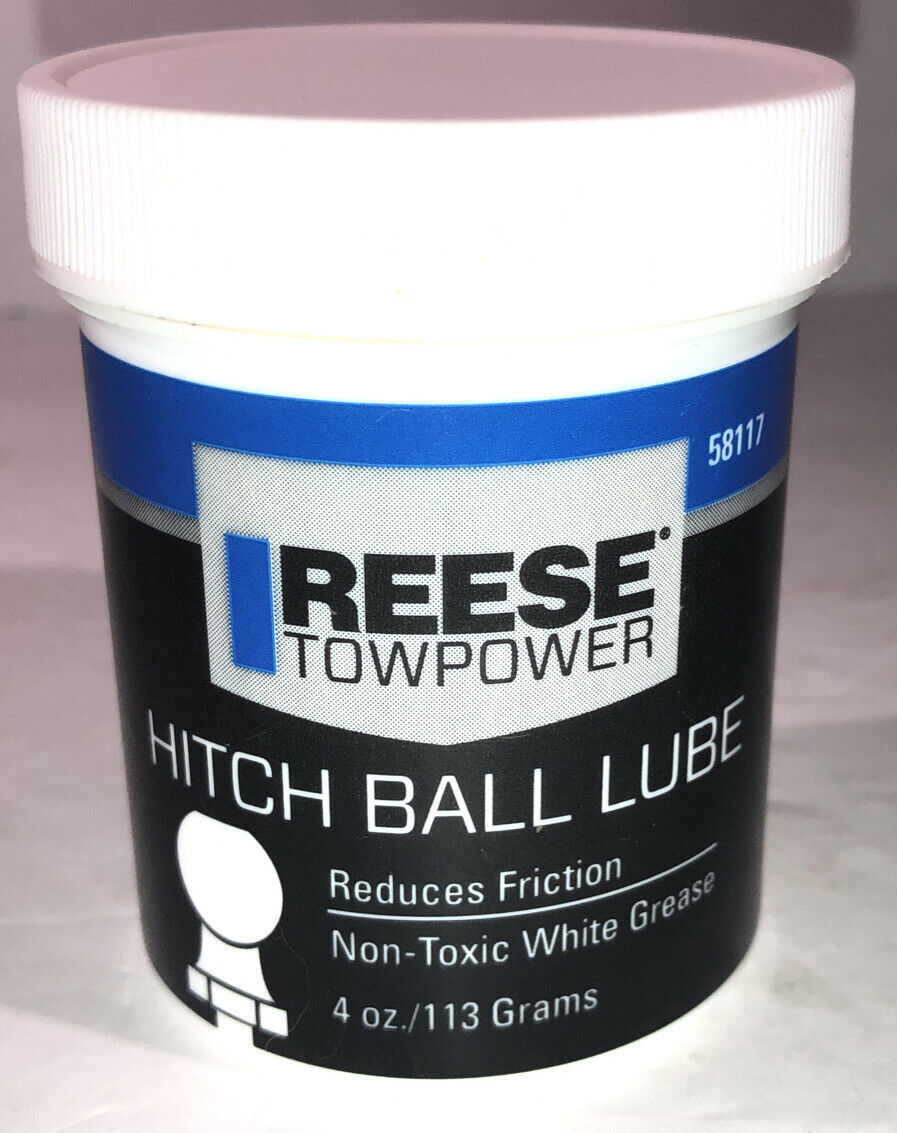 58117
REESE
TOWPOWER
HITCH BALL LUBE
Reduces Friction
Non-Toxic White Grease
4 oz./113 Grams